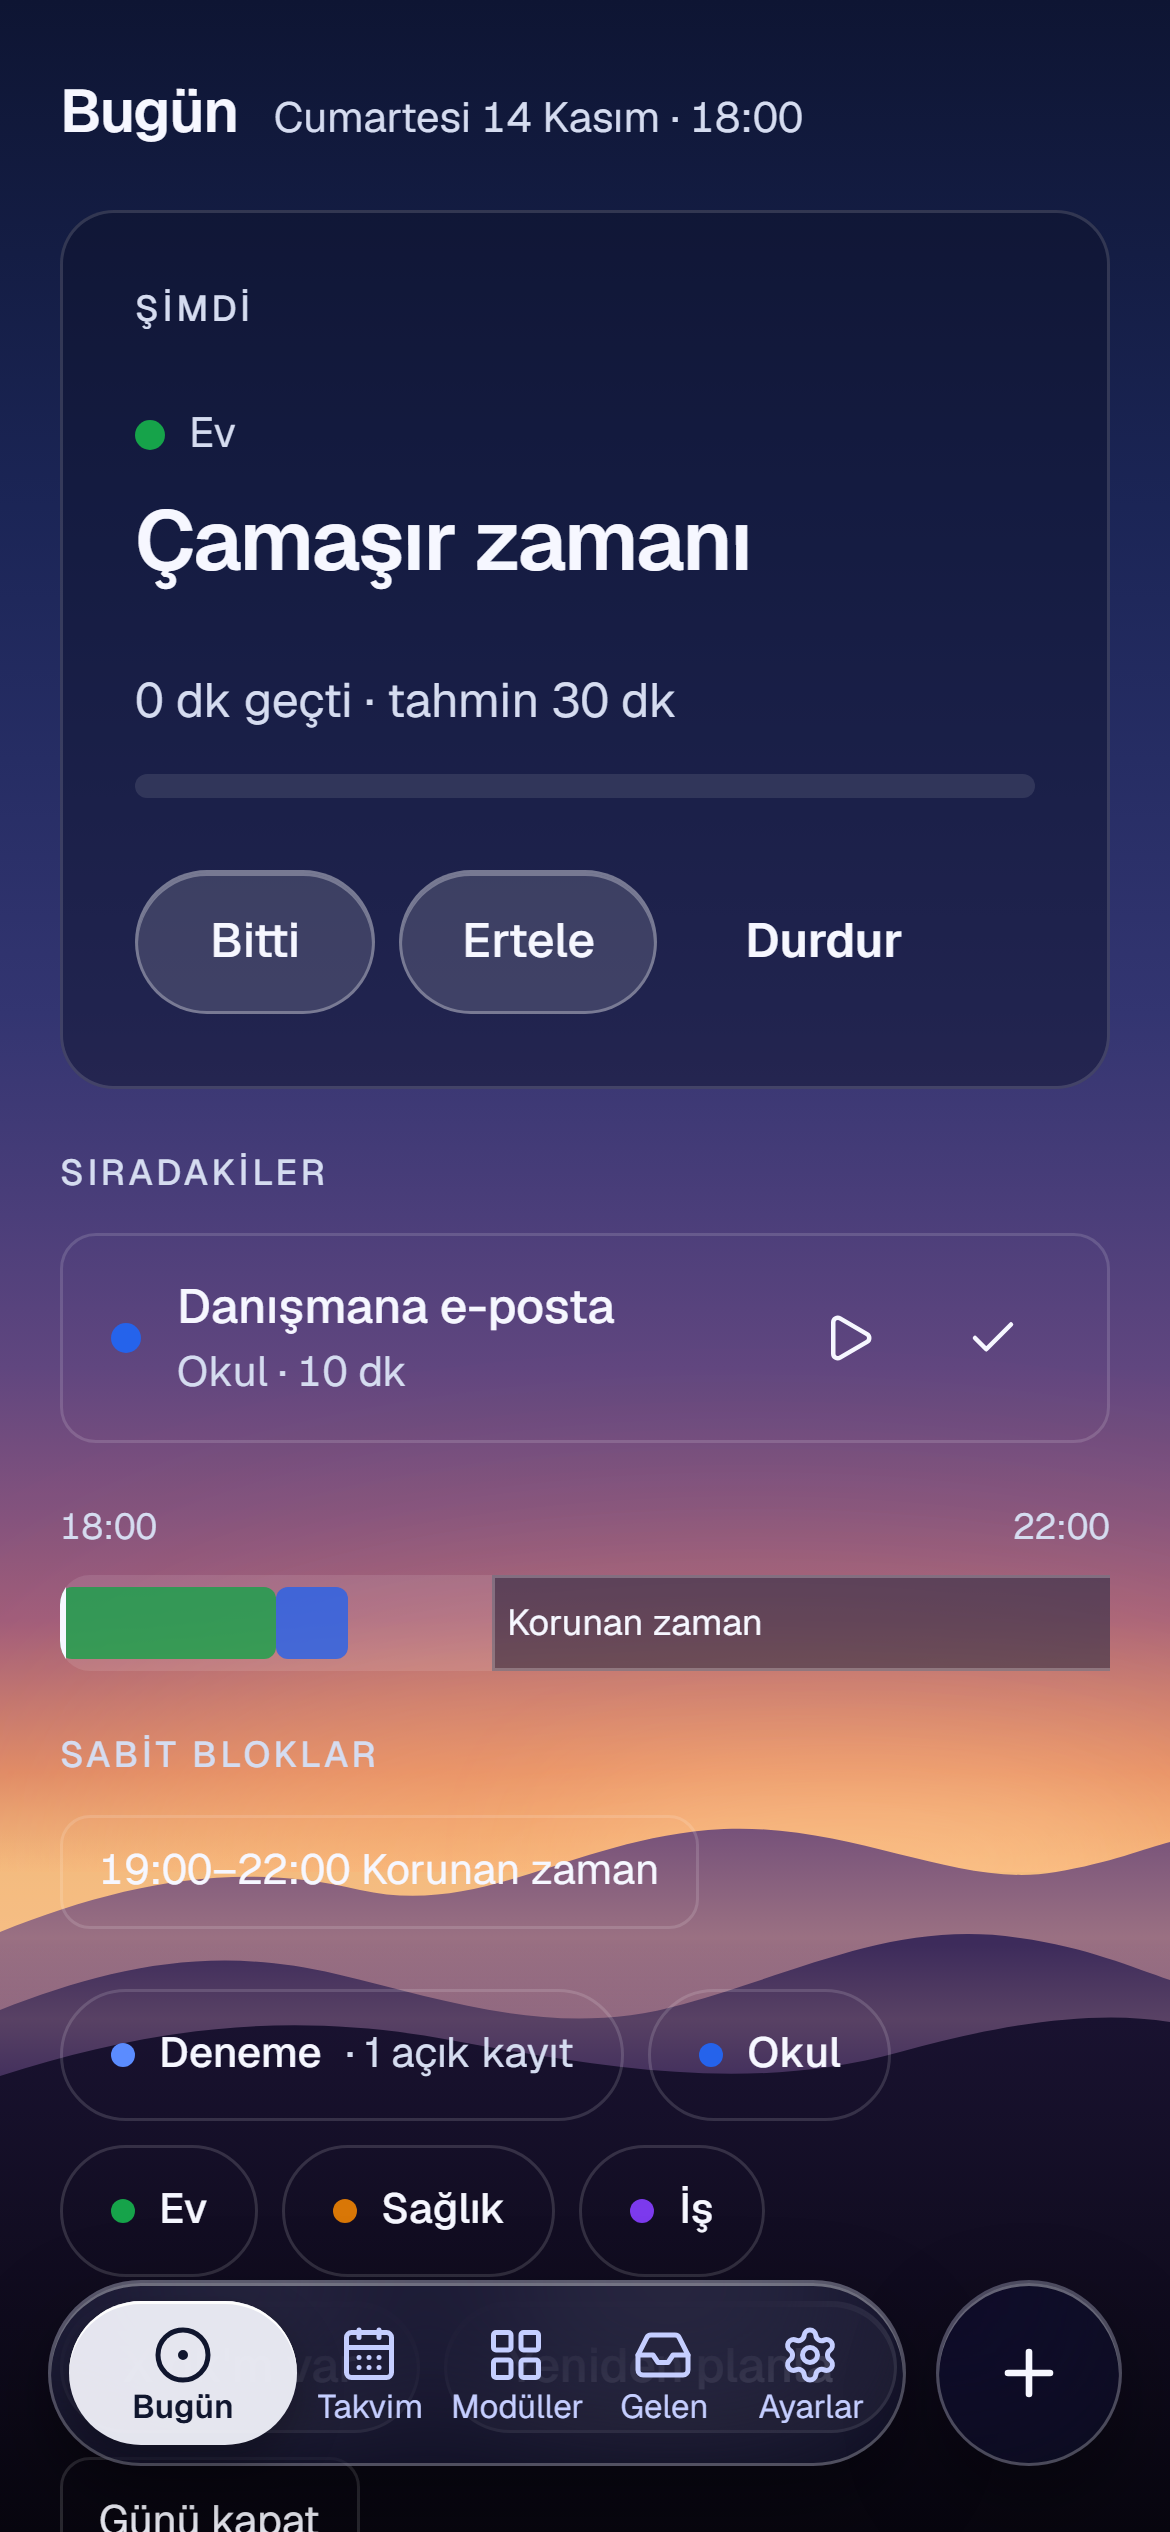 Bugün Cumartesi 14 Kasım · 18:00
ŞİMDİ
Ev
Çamaşır zamanı
0 dk geçti · tahmin 30 dk
Bitti Ertele Durdur
SIRADAKİLER
Danışmana e-posta
Okul · 10 dk
18:00 22:00
Korunan zaman
SABİT BLOKLAR
19:00–22:00 Korunan zaman
Deneme · 1 açık kayıt Okul
Ev Sağlık İş
Bugün Takvim Modüller Gelen Ayarlar
Günü kapat